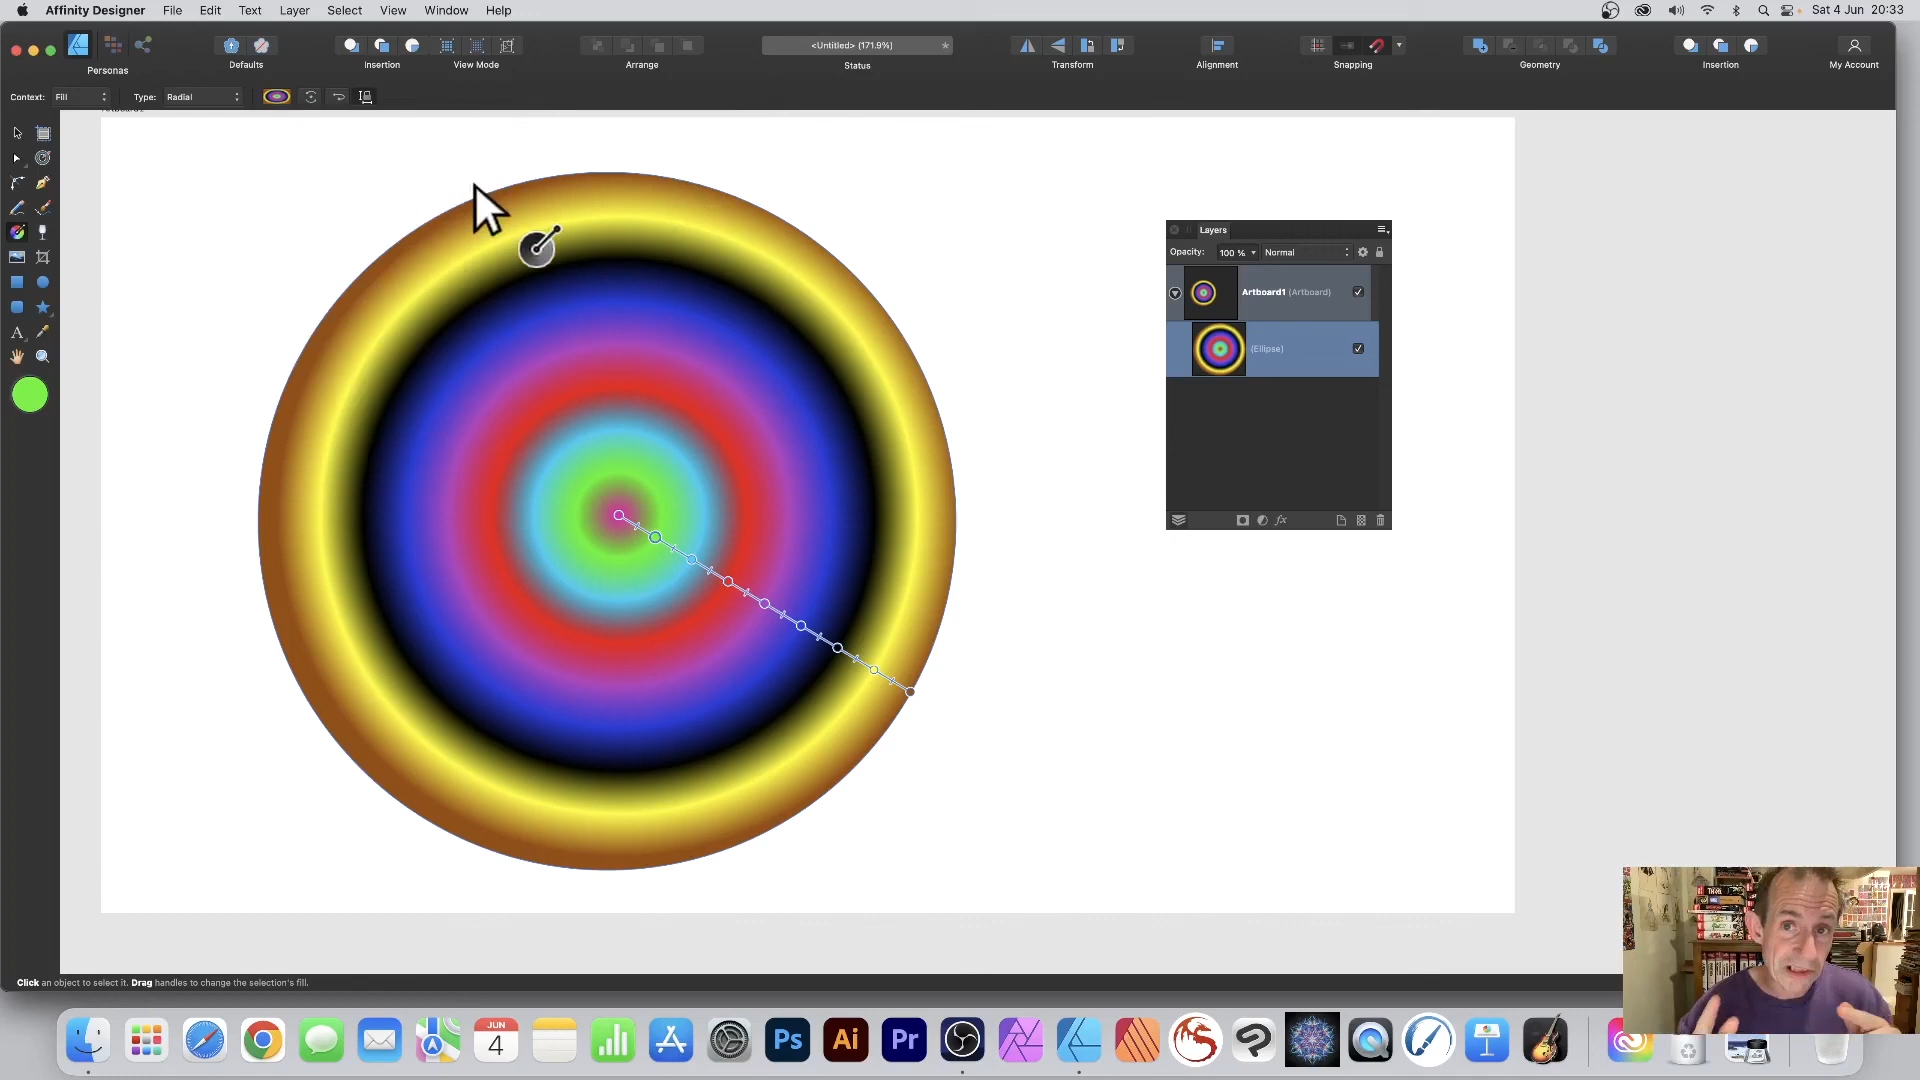 Affinity Designer File Edit Text Layer Select View Window Help Sat 4 Jun 20:33
<Untitled> (171.9%) *
Personas Defaults Insertion View Mode Arrange Status Transform Alignment Snapping Geometry Insertion My Account
Context: Fill Type: Radial
Layers
Opacity: 100 % Normal
Artboard1 (Artboard)
(Ellipse)
fx
A
Click an object to select it. Drag handles to change the selection's fill.
JUN
4
Ps Ai Pr